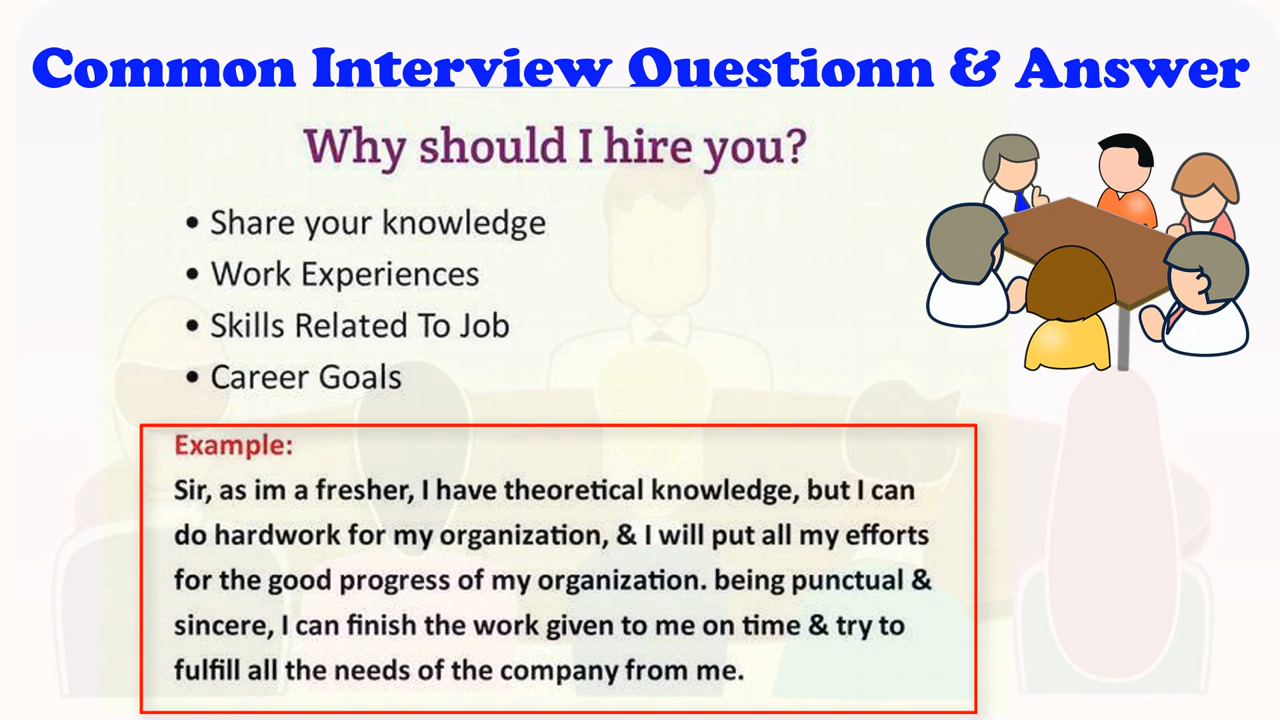 Common Interview Questionn & Answer
Why should I hire you?
• Share your knowledge
• Work Experiences
• Skills Related To Job
• Career Goals
Example:
Sir, as im a fresher, I have theoretical knowledge, but I can
do hardwork for my organization, & I will put all my efforts
for the good progress of my organization. being punctual &
sincere, I can finish the work given to me on time & try to
fulfill all the needs of the company from me.